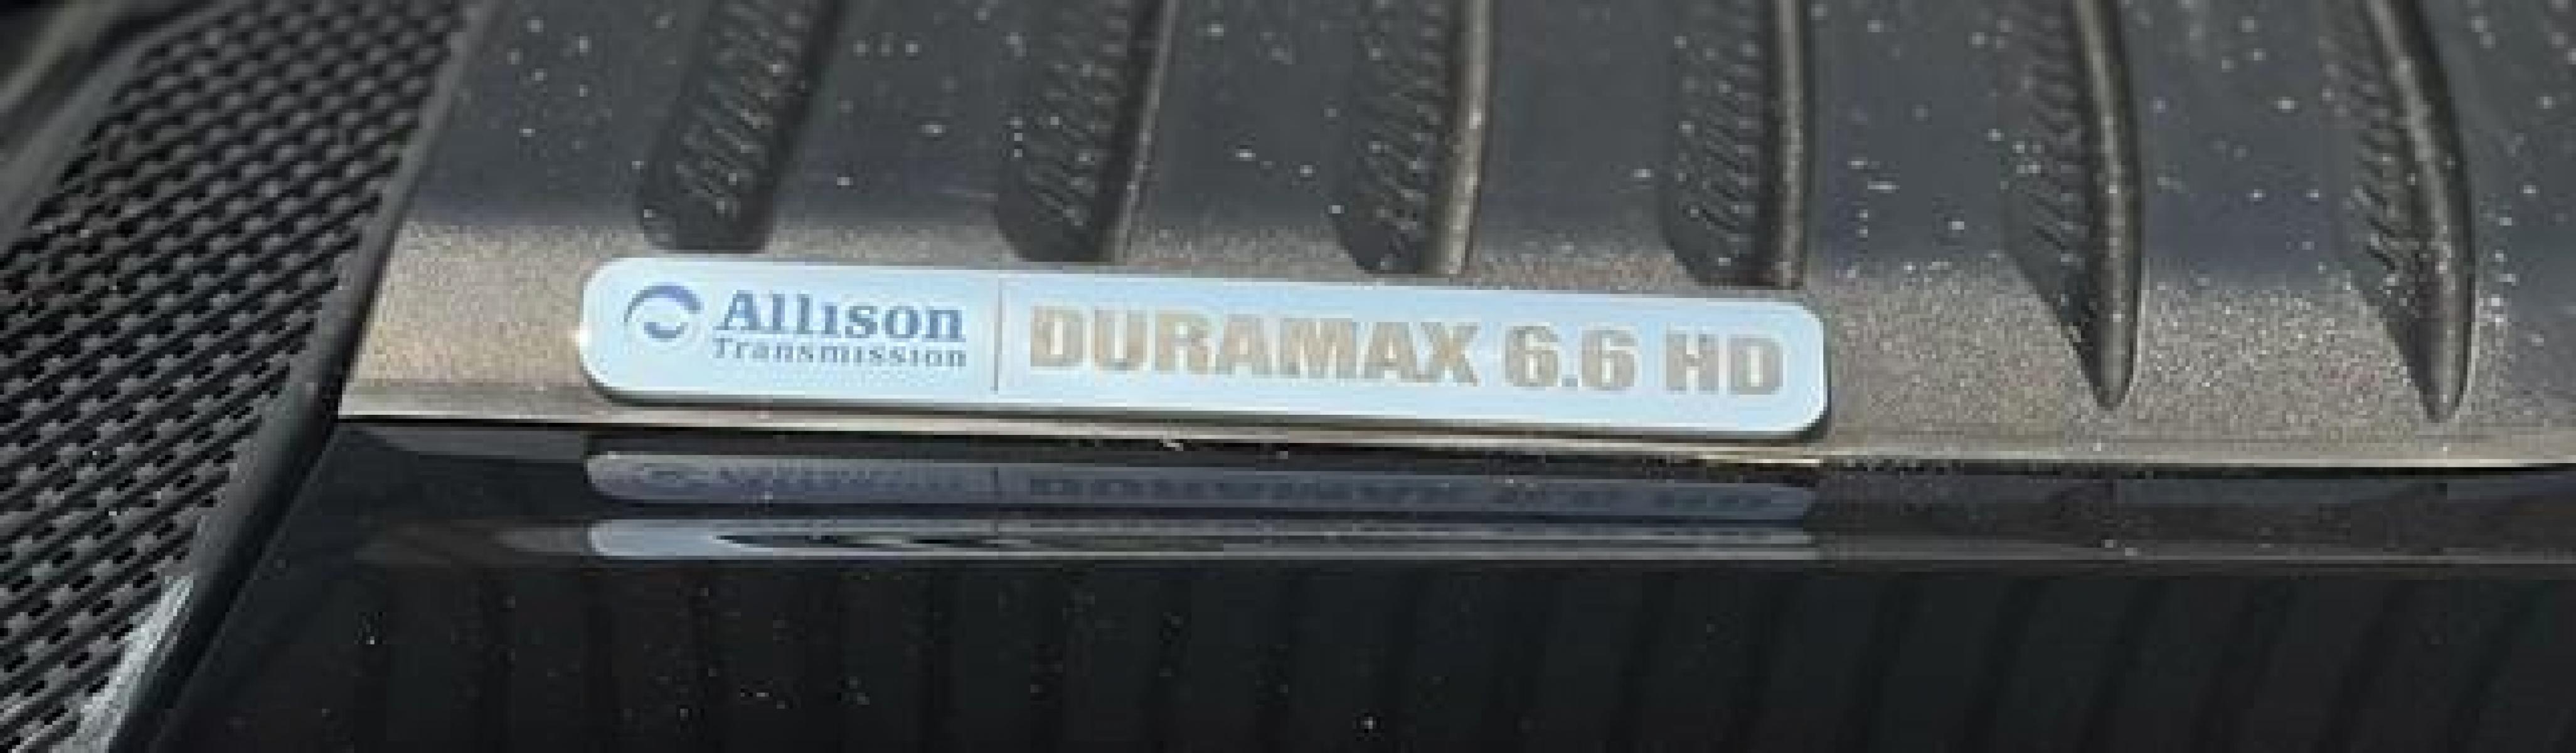 Allison
Transmission
DURAMAX 6.6 HD